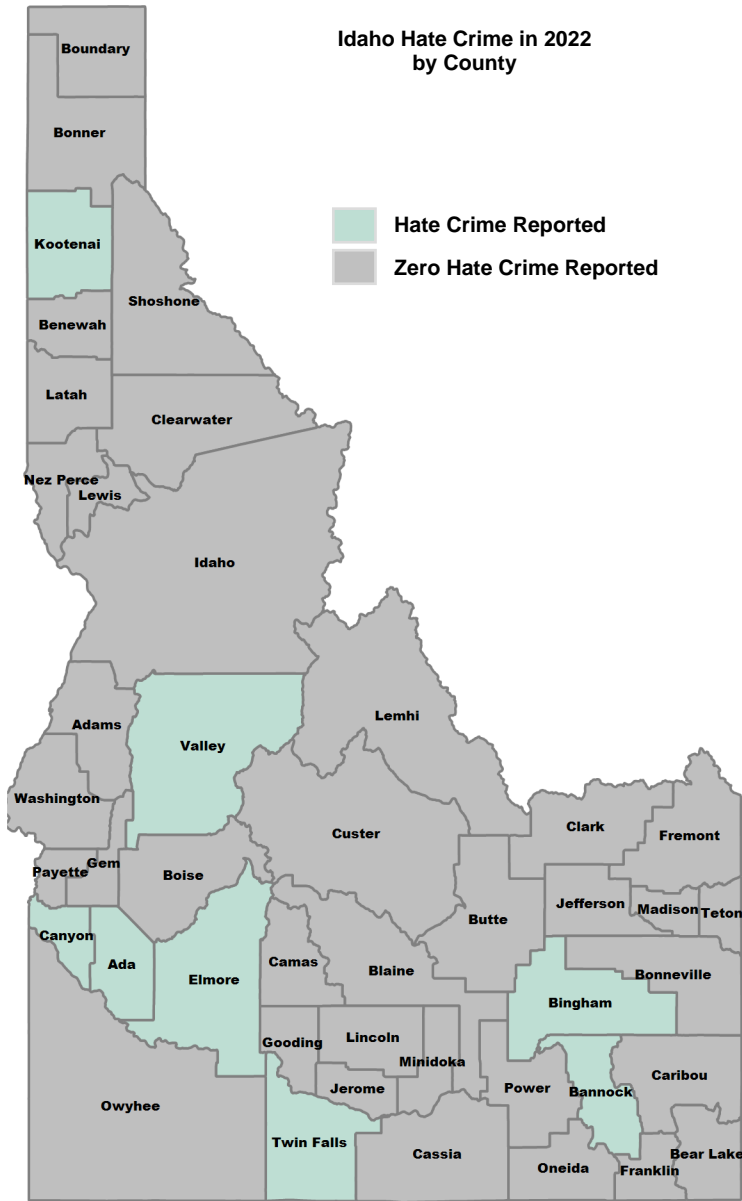 Idaho Hate Crime in 2022
by County
Boundary
Bonner
Hate Crime Reported
Kootenai
Zero Hate Crime Reported
Shoshone
Benewah
Latah
Clearwater
Nez Perce
Lewis
Idaho
Lemhi
Adams
Valley
Washington
Clark
Custer
Fremont
Gem
Payette
Boise
Jefferson
Madison
Teton
Butte
Canyon
Ada
Camas
Blaine
Bonneville
Elmore
Bingham
Lincoln
Gooding
Minidoka
Caribou
Jerome
Power
Bannock
Owyhee
Twin Falls
Cassia
Bear Lake
Oneida
Franklin